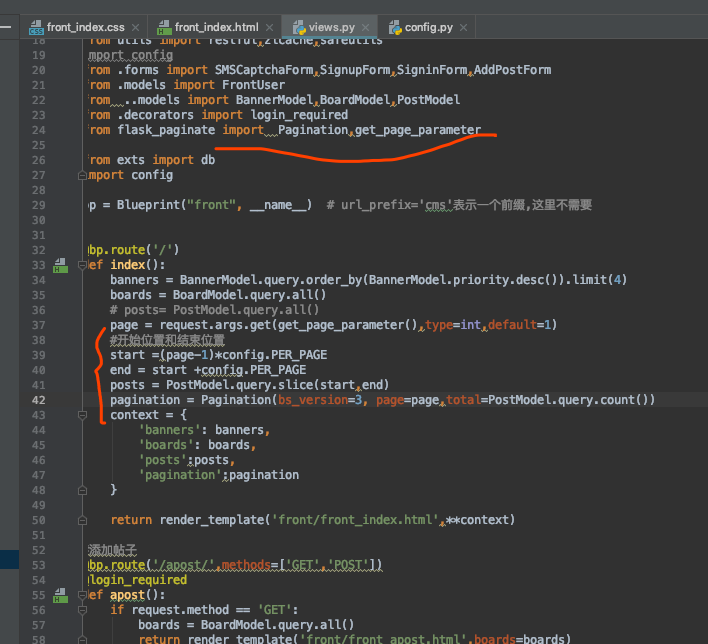 front_index.css × front_index.html × views.py × config.py ×
18 rom utils import restful,zlcache,safeutils
19 mport config
20 rom .forms import SMSCaptchaForm,SignupForm,SigninForm,AddPostForm
21 rom .models import FrontUser
22 rom ..models import BannerModel,BoardModel,PostModel
23 rom .decorators import login_required
24 rom flask_paginate import Pagination,get_page_parameter
25
26 rom exts import db
27 mport config
28
29 p = Blueprint("front", __name__) # url_prefix='cms'表示一个前缀,这里不需要
30
31
32 bp.route('/')
33 ef index():
34 banners = BannerModel.query.order_by(BannerModel.priority.desc()).limit(4)
35 boards = BoardModel.query.all()
36 # posts= PostModel.query.all()
37 page = request.args.get(get_page_parameter(),type=int,default=1)
38 #开始位置和结束位置
39 start =(page-1)*config.PER_PAGE
40 end = start +config.PER_PAGE
41 posts = PostModel.query.slice(start,end)
42 pagination = Pagination(bs_version=3, page=page,total=PostModel.query.count())
43 context = {
44 'banners': banners,
45 'boards': boards,
46 'posts':posts,
47 'pagination':pagination
48 }
49
50 return render_template('front/front_index.html',**context)
51
52 添加帖子
53 bp.route('/apost/',methods=['GET','POST'])
54 login_required
55 ef apost():
56 if request.method == 'GET':
57 boards = BoardModel.query.all()
58 return render_template('front/front_apost.html',boards=boards)